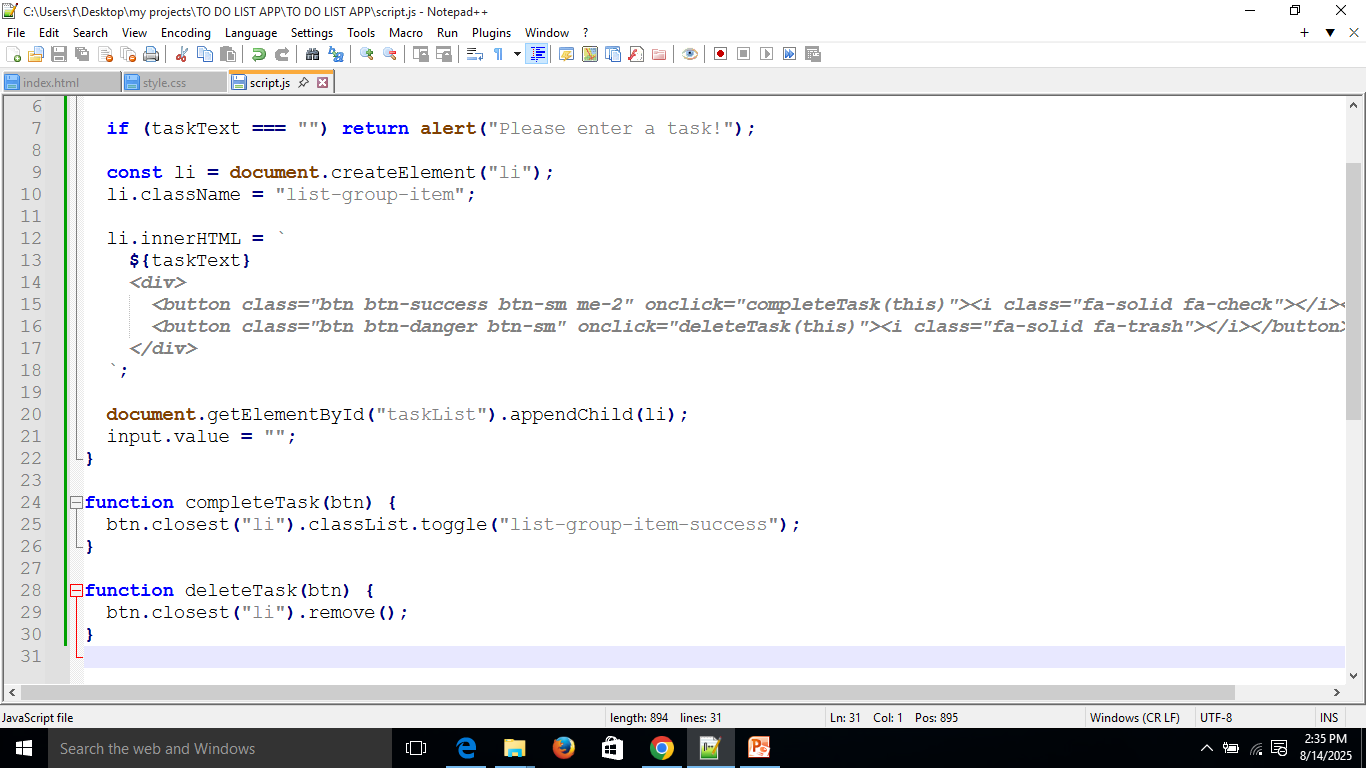 C:\Users\f\Desktop\my projects\TO DO LIST APP\TO DO LIST APP\script.js - Notepad++
File Edit Search View Encoding Language Settings Tools Macro Run Plugins Window ?
index.html style.css script.js
6
7 if (taskText === "") return alert("Please enter a task!");
8
9 const li = document.createElement("li");
10 li.className = "list-group-item";
11
12 li.innerHTML = `
13 ${taskText}
14 <div>
15 <button class="btn btn-success btn-sm me-2" onclick="completeTask(this)"><i class="fa-solid fa-check"></i><
16 <button class="btn btn-danger btn-sm" onclick="deleteTask(this)"><i class="fa-solid fa-trash"></i></button>
17 </div>
18 `;
19
20 document.getElementById("taskList").appendChild(li);
21 input.value = "";
22 }
23
24 function completeTask(btn) {
25 btn.closest("li").classList.toggle("list-group-item-success");
26 }
27
28 function deleteTask(btn) {
29 btn.closest("li").remove();
30 }
31
JavaScript file length: 894 lines: 31 Ln: 31 Col: 1 Pos: 895 Windows (CR LF) UTF-8 INS
Search the web and Windows
2:35 PM
8/14/2025